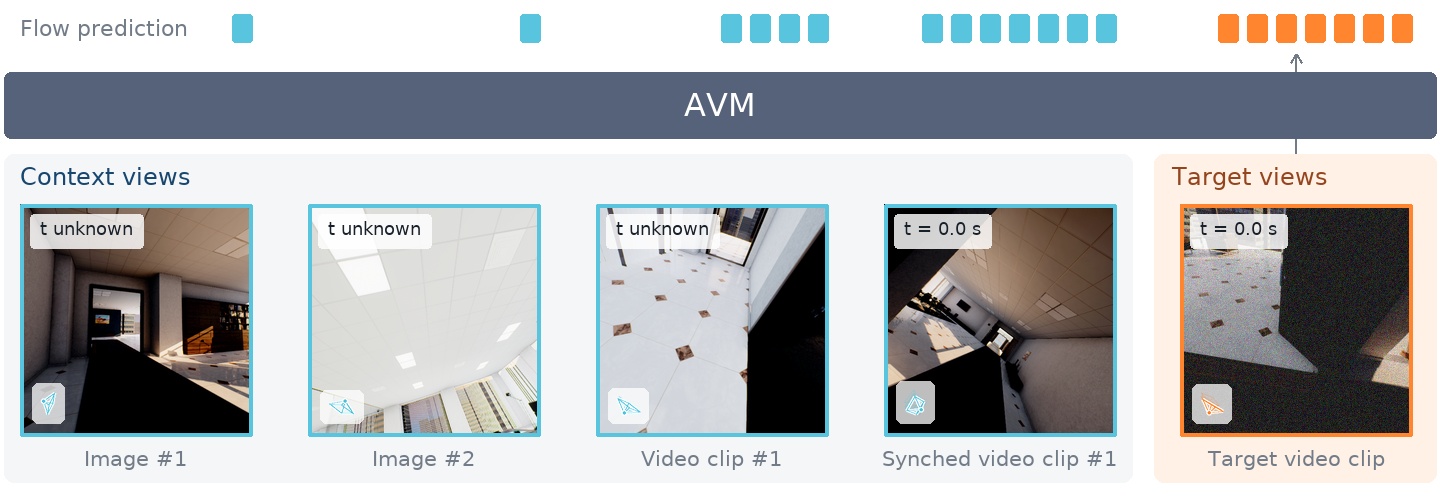 Flow prediction
AVM
Context views
Target views
t unknown
t unknown
t unknown
t = 0.0 s
t = 0.0 s
Image #1
Image #2
Video clip #1
Synched video clip #1
Target video clip